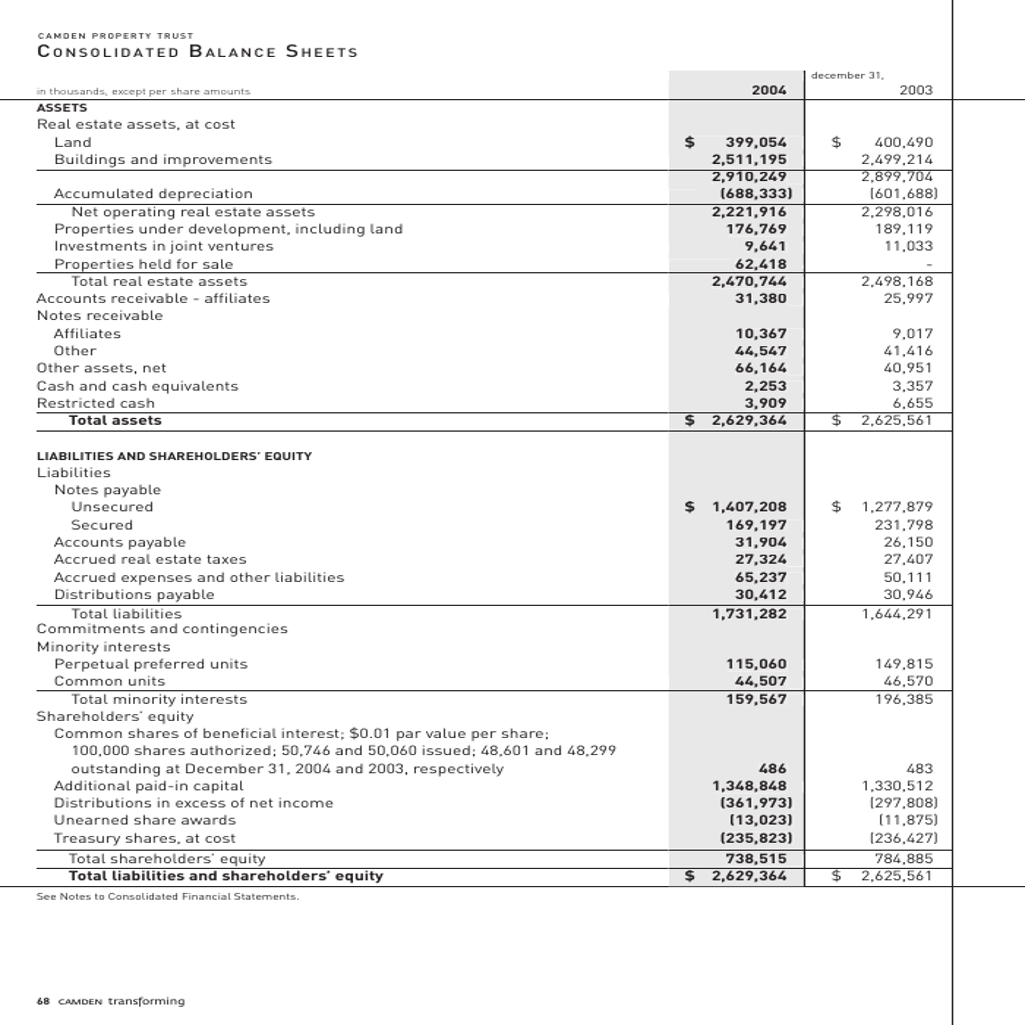 CAMDEN PROPERTY TRUST
CONSOLIDATED BALANCE SHEETS
december 31,
in thousands, except per share amounts 2004 2003
ASSETS
Real estate assets, at cost
Land $ 399,054 $ 400,490
Buildings and improvements 2,511,195 2,499,214
2,910,249 2,899,704
Accumulated depreciation (688,333) (601,688)
Net operating real estate assets 2,221,916 2,298,016
Properties under development, including land 176,769 189,119
Investments in joint ventures 9,641 11,033
Properties held for sale 62,418 -
Total real estate assets 2,470,744 2,498,168
Accounts receivable - affiliates 31,380 25,997
Notes receivable
Affiliates 10,367 9,017
Other 44,547 41,416
Other assets, net 66,164 40,951
Cash and cash equivalents 2,253 3,357
Restricted cash 3,909 6,655
Total assets $ 2,629,364 $ 2,625,561
LIABILITIES AND SHAREHOLDERS' EQUITY
Liabilities
Notes payable
Unsecured $ 1,407,208 $ 1,277,879
Secured 169,197 231,798
Accounts payable 31,904 26,150
Accrued real estate taxes 27,324 27,407
Accrued expenses and other liabilities 65,237 50,111
Distributions payable 30,412 30,946
Total liabilities 1,731,282 1,644,291
Commitments and contingencies
Minority interests
Perpetual preferred units 115,060 149,815
Common units 44,507 46,570
Total minority interests 159,567 196,385
Shareholders' equity
Common shares of beneficial interest; $0.01 par value per share;
100,000 shares authorized; 50,746 and 50,060 issued; 48,601 and 48,299
outstanding at December 31, 2004 and 2003, respectively 486 483
Additional paid-in capital 1,348,848 1,330,512
Distributions in excess of net income (361,973) (297,808)
Unearned share awards (13,023) (11,875)
Treasury shares, at cost (235,823) (236,427)
Total shareholders' equity 738,515 784,885
Total liabilities and shareholders' equity $ 2,629,364 $ 2,625,561
See Notes to Consolidated Financial Statements.
68 CAMDEN transforming